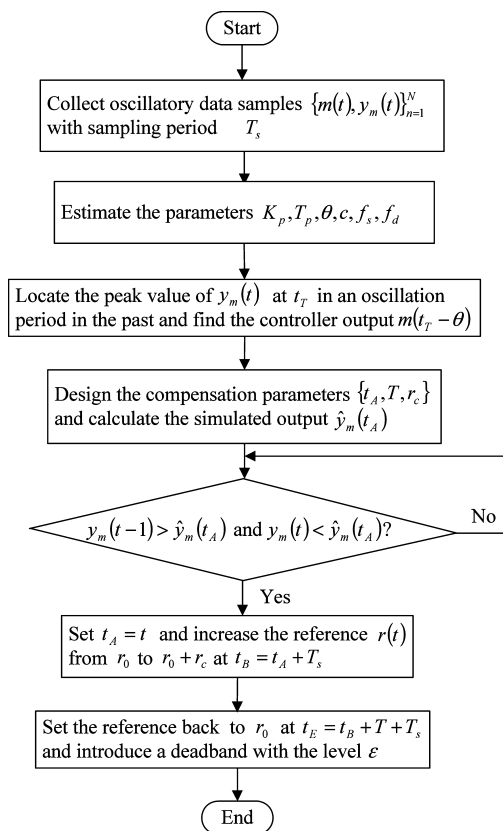 Start
Collect oscillatory data samples {m(t), y_m(t)}_{n=1}^N
with sampling period T_s
Estimate the parameters K_p, T_p, θ, c, f_s, f_d
Locate the peak value of y_m(t) at t_T in an oscillation
period in the past and find the controller output m(t_T − θ)
Design the compensation parameters {t_A, T, r_c}
and calculate the simulated output ŷ_m(t_A)
y_m(t−1) > ŷ_m(t_A) and y_m(t) < ŷ_m(t_A)?
No
Yes
Set t_A = t and increase the reference r(t)
from r_0 to r_0 + r_c at t_B = t_A + T_s
Set the reference back to r_0 at t_E = t_B + T + T_s
and introduce a deadband with the level ε
End